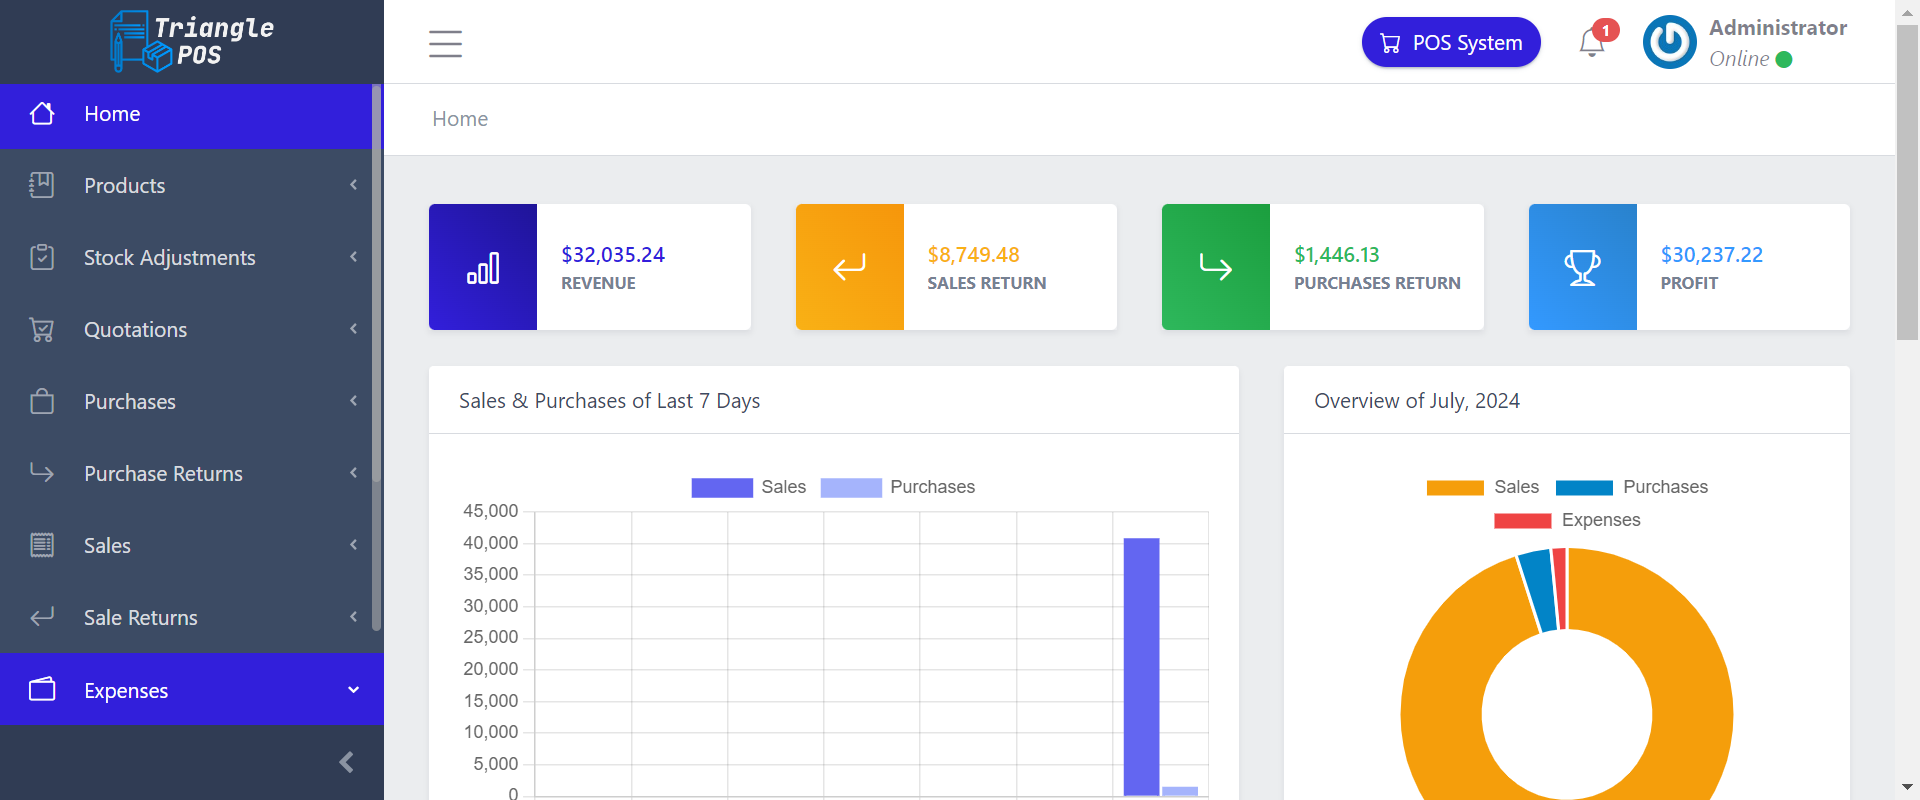 Triangle
POS
Home
Products
Stock Adjustments
Quotations
Purchases
Purchase Returns
Sales
Sale Returns
Expenses
POS System
1
Administrator
Online
Home
$32,035.24
REVENUE
$8,749.48
SALES RETURN
$1,446.13
PURCHASES RETURN
$30,237.22
PROFIT
Sales & Purchases of Last 7 Days
Sales Purchases
45,000
40,000
35,000
30,000
25,000
20,000
15,000
10,000
5,000
0
Overview of July, 2024
Sales Purchases
Expenses